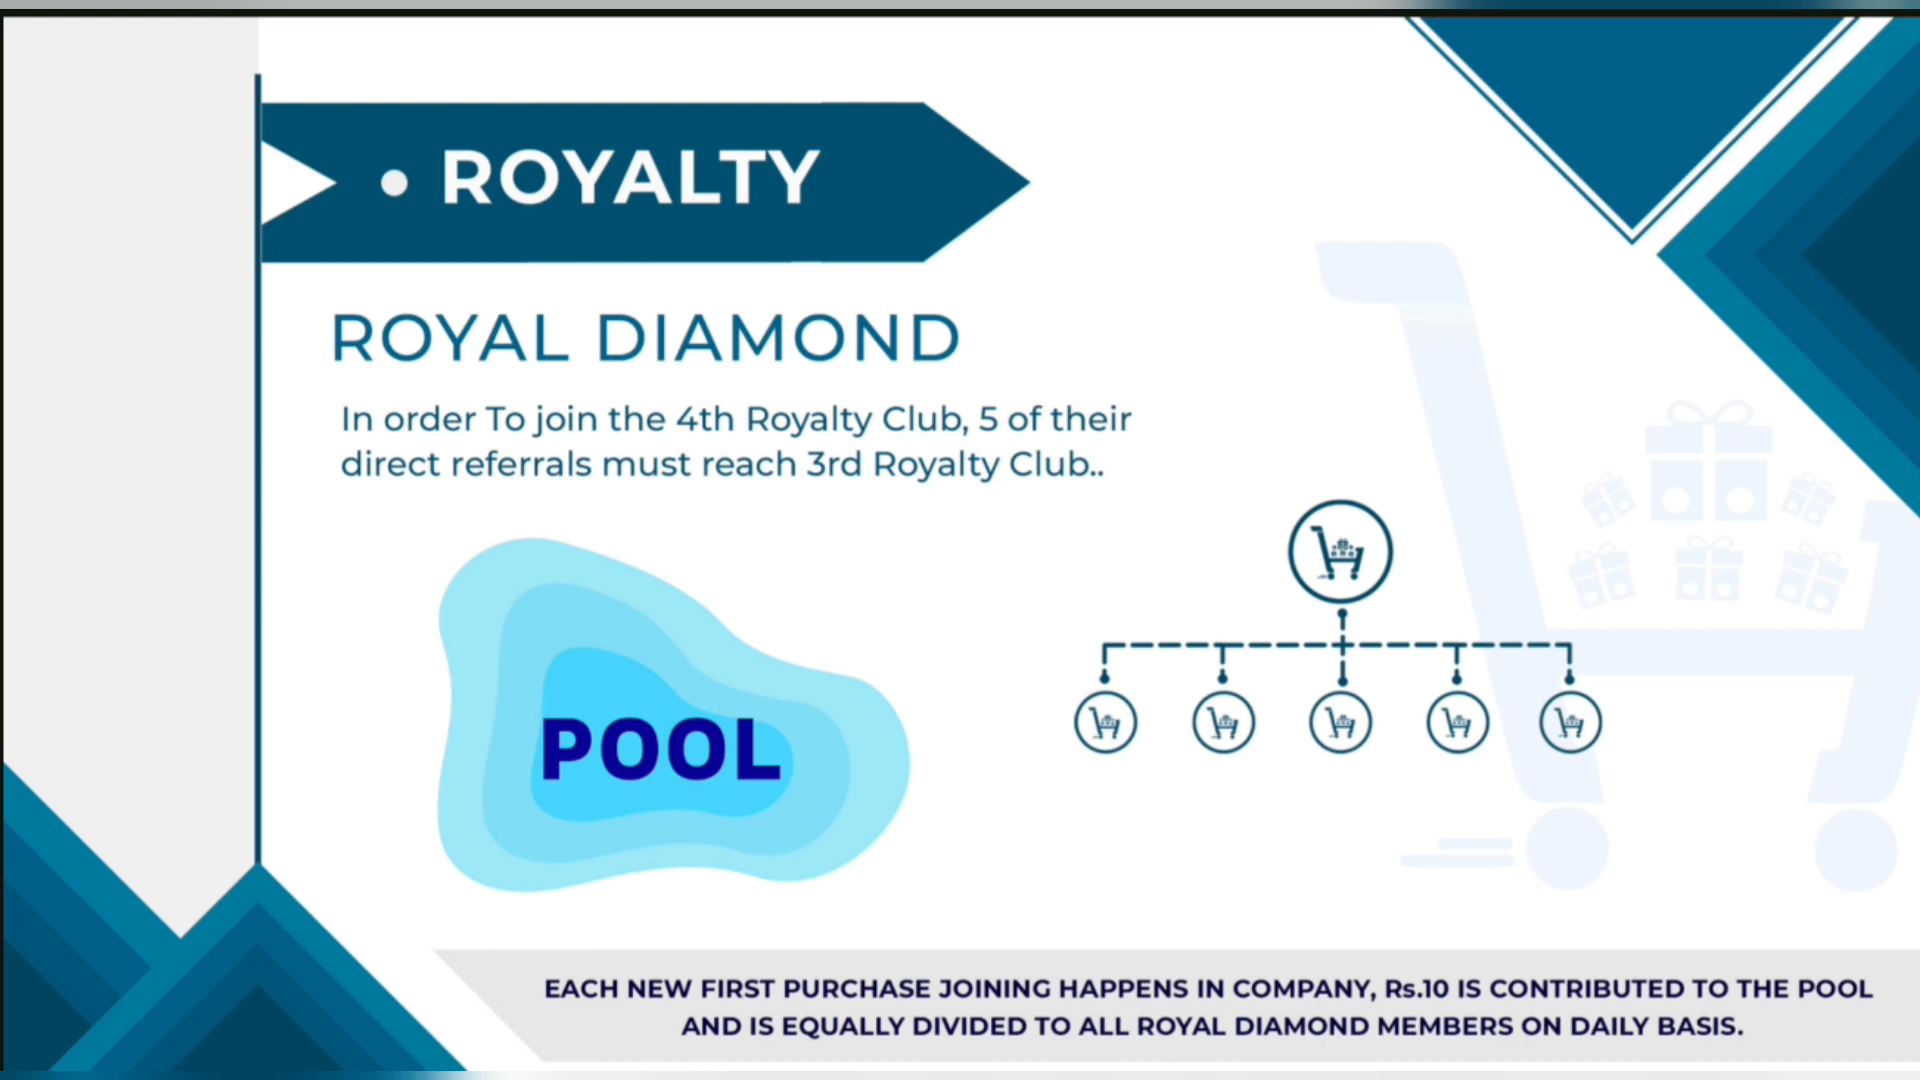 • ROYALTY
ROYAL DIAMOND
In order To join the 4th Royalty Club, 5 of their
direct referrals must reach 3rd Royalty Club..
POOL
EACH NEW FIRST PURCHASE JOINING HAPPENS IN COMPANY, Rs.10 IS CONTRIBUTED TO THE POOL
AND IS EQUALLY DIVIDED TO ALL ROYAL DIAMOND MEMBERS ON DAILY BASIS.